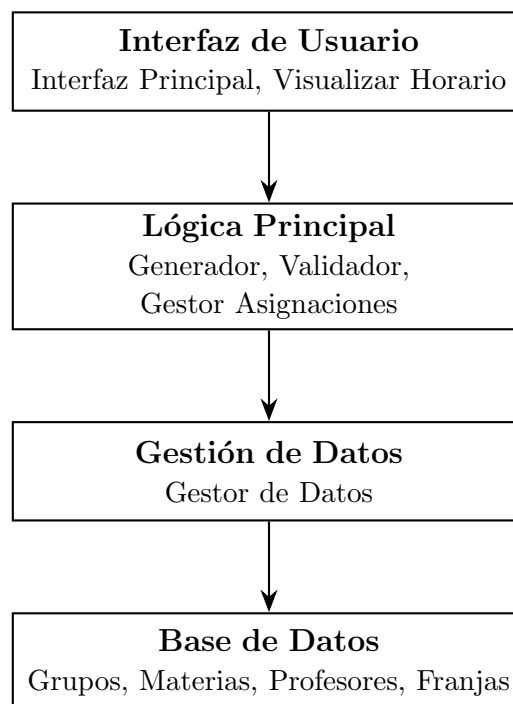 Interfaz de Usuario
Interfaz Principal, Visualizar Horario
Lógica Principal
Generador, Validador,
Gestor Asignaciones
Gestión de Datos
Gestor de Datos
Base de Datos
Grupos, Materias, Profesores, Franjas